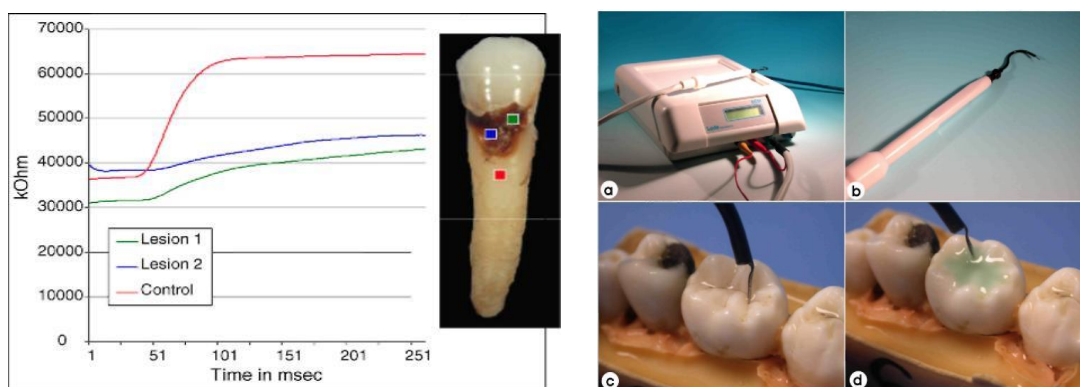 70000
60000
50000
40000
30000
20000
10000
0
kOhm
Lesion 1
Lesion 2
Control
1 51 101 151 201 251
Time in msec
a
b
c
d